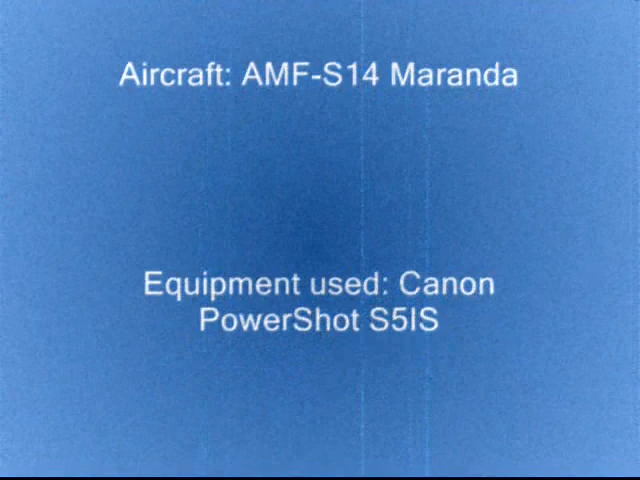 Aircraft: AMF-S14 Maranda
Equipment used: Canon
PowerShot S5IS